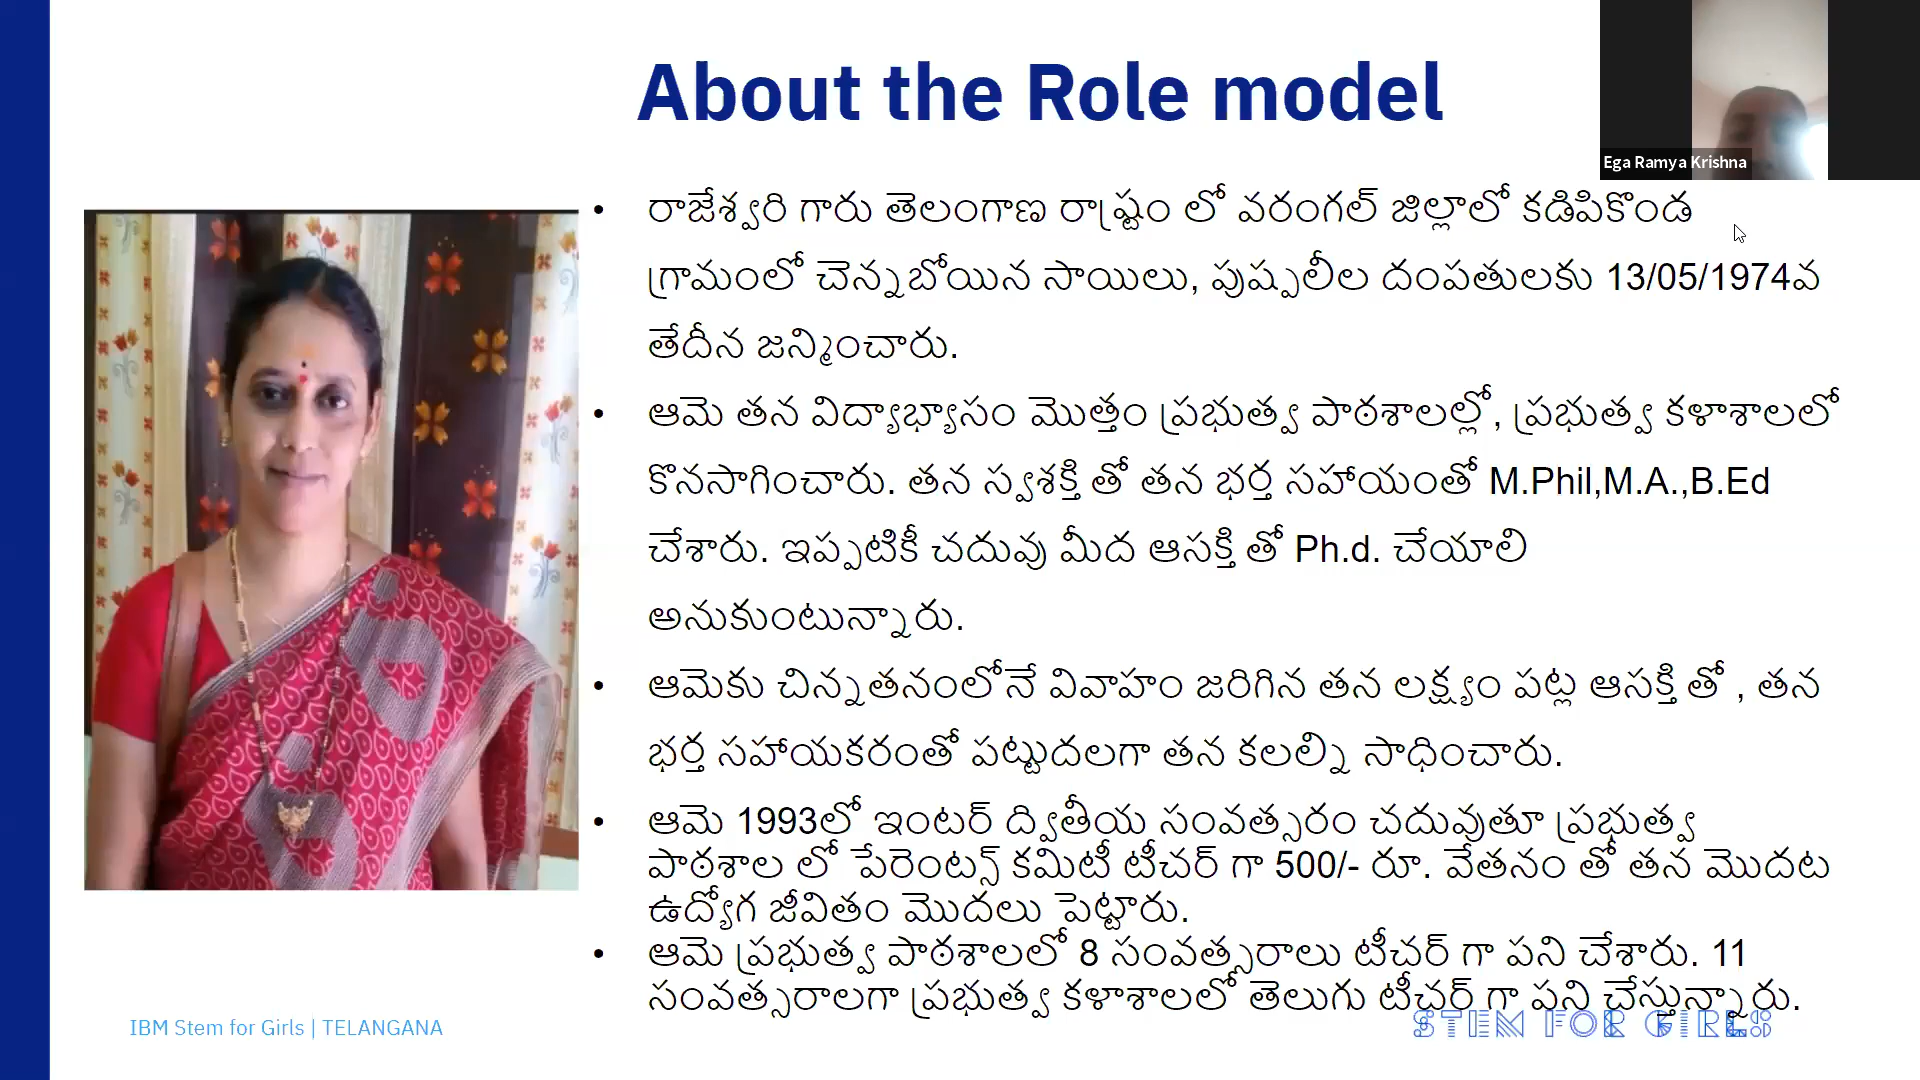 About the Role model
Ega Ramya Krishna
• రాజేశ్వరి గారు తెలంగాణ రాష్ట్రం లో వరంగల్ జిల్లాలో కడిపికొండ
గ్రామంలో చెన్నబోయిన సాయిలు, పుష్పలీల దంపతులకు 13/05/1974వ
తేదీన జన్మించారు.
• ఆమె తన విద్యాభ్యాసం మొత్తం ప్రభుత్వ పాఠశాలల్లో, ప్రభుత్వ కళాశాలలో
కొనసాగించారు. తన స్వశక్తి తో తన భర్త సహాయంతో M.Phil,M.A.,B.Ed
చేశారు. ఇప్పటికీ చదువు మీద ఆసక్తి తో Ph.d. చేయాలి
అనుకుంటున్నారు.
• ఆమెకు చిన్నతనంలోనే వివాహం జరిగిన తన లక్ష్యం పట్ల ఆసక్తి తో , తన
భర్త సహాయకరంతో పట్టుదలగా తన కలల్ని సాధించారు.
• ఆమె 1993లో ఇంటర్ ద్వితీయ సంవత్సరం చదువుతూ ప్రభుత్వ
పాఠశాల లో పేరెంటన్స్ కమిటీ టీచర్ గా 500/- రూ. వేతనం తో తన మొదట
ఉద్యోగ జీవితం మొదలు పెట్టారు.
• ఆమె ప్రభుత్వ పాఠశాలలో 8 సంవత్సరాలు టీచర్ గా పని చేశారు. 11
సంవత్సరాలగా ప్రభుత్వ కళాశాలలో తెలుగు టీచర్ గా పని చేస్తున్నారు.
IBM Stem for Girls | TELANGANA
STEM FOR GIRLS